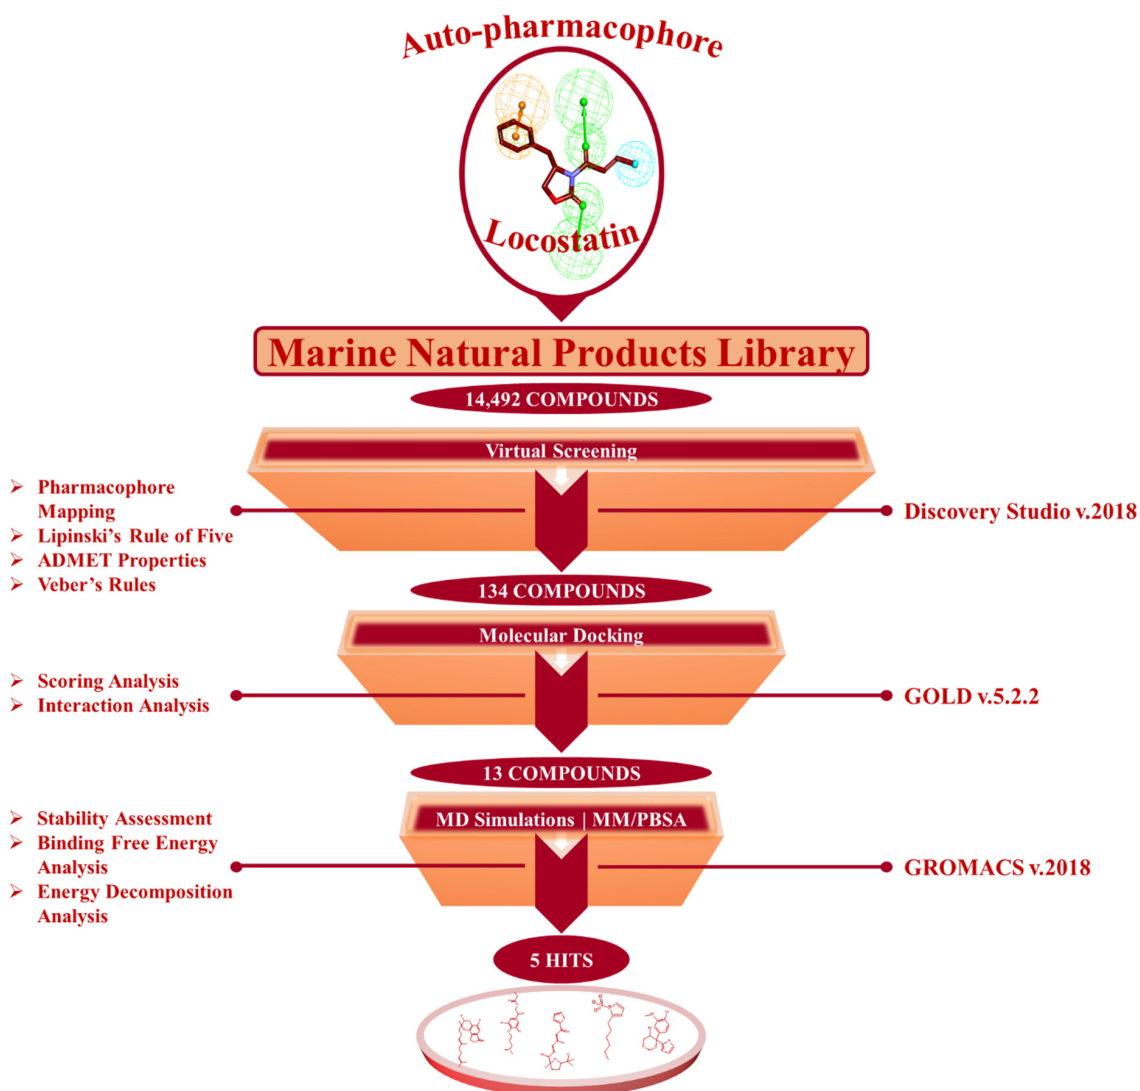 Auto-pharmacophore
Locostatin
Marine Natural Products Library
14,492 COMPOUNDS
Virtual Screening
➢ Pharmacophore
Mapping
➢ Lipinski's Rule of Five
➢ ADMET Properties
➢ Veber's Rules
Discovery Studio v.2018
134 COMPOUNDS
Molecular Docking
➢ Scoring Analysis
➢ Interaction Analysis
GOLD v.5.2.2
13 COMPOUNDS
MD Simulations | MM/PBSA
➢ Stability Assessment
➢ Binding Free Energy
Analysis
➢ Energy Decomposition
Analysis
GROMACS v.2018
5 HITS